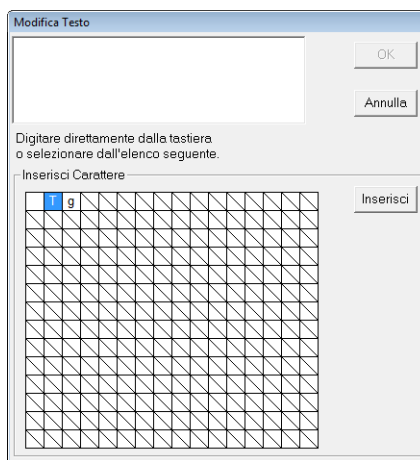 Modifica Testo
OK
Annulla
Digitare direttamente dalla tastiera
o selezionare dall'elenco seguente.
Inserisci Carattere
T g
Inserisci